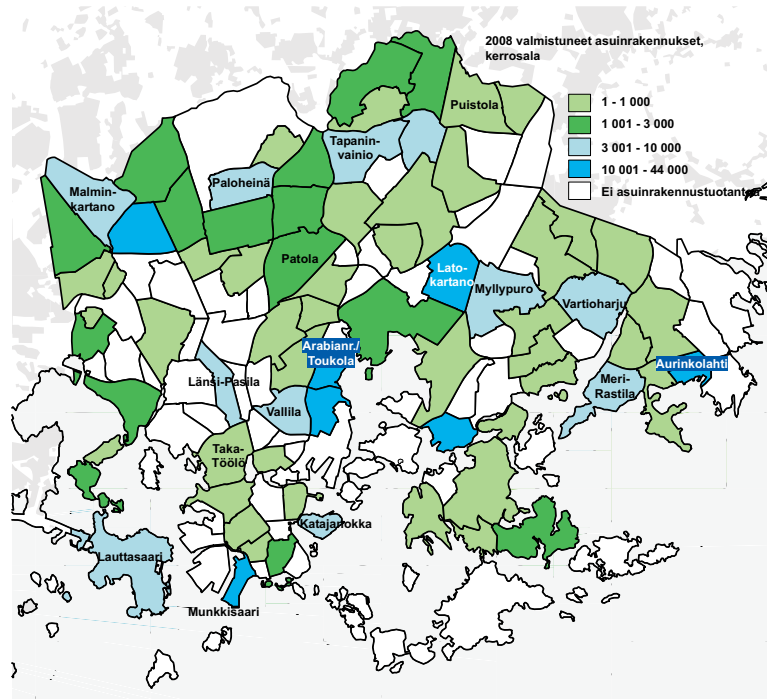 2008 valmistuneet asuinrakennukset,
kerrosala
1 - 1 000
1 001 - 3 000
3 001 - 10 000
10 001 - 44 000
Ei asuinrakennustuotantoa
Puistola
Tapanin-
vainio
Paloheinä
Malmin-
kartano
Patola
Lato-
kartano
Myllypuro
Vartioharju
Arabianr./
Toukola
Aurinkolahti
Länsi-Pasila
Meri-
Rastila
Vallila
Taka-
Töölö
Katajanokka
Lauttasaari
Munkkisaari